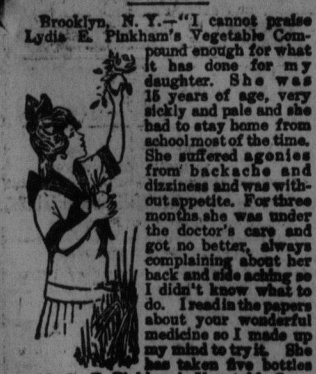 Brooklyn, N. Y.—"I cannot praise
Lydia E. Pinkham's Vegetable Com-
pound enough for what
it has done for my
daughter. She was
15 years of age, very
sickly and pale and she
had to stay home from
school most of the time.
She suffered agonies
from backache and
dizziness and was with-
out appetite. For three
months she was under
the doctor's care and
got no better, always
complaining about her
back and side aching so
I didn't know what to
do. I read in the papers
about your wonderful
medicine so I made up
my mind to try it. She
has taken five bottles